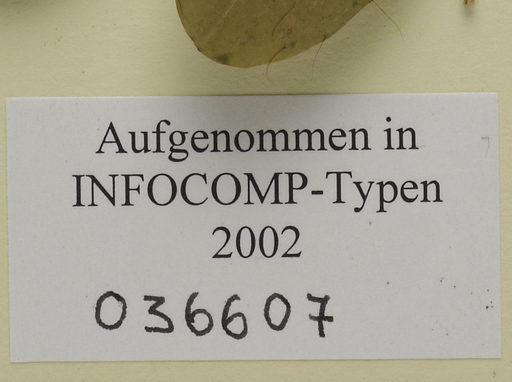 Aufgenommen in
INFOCOMP-Typen
2002
036607